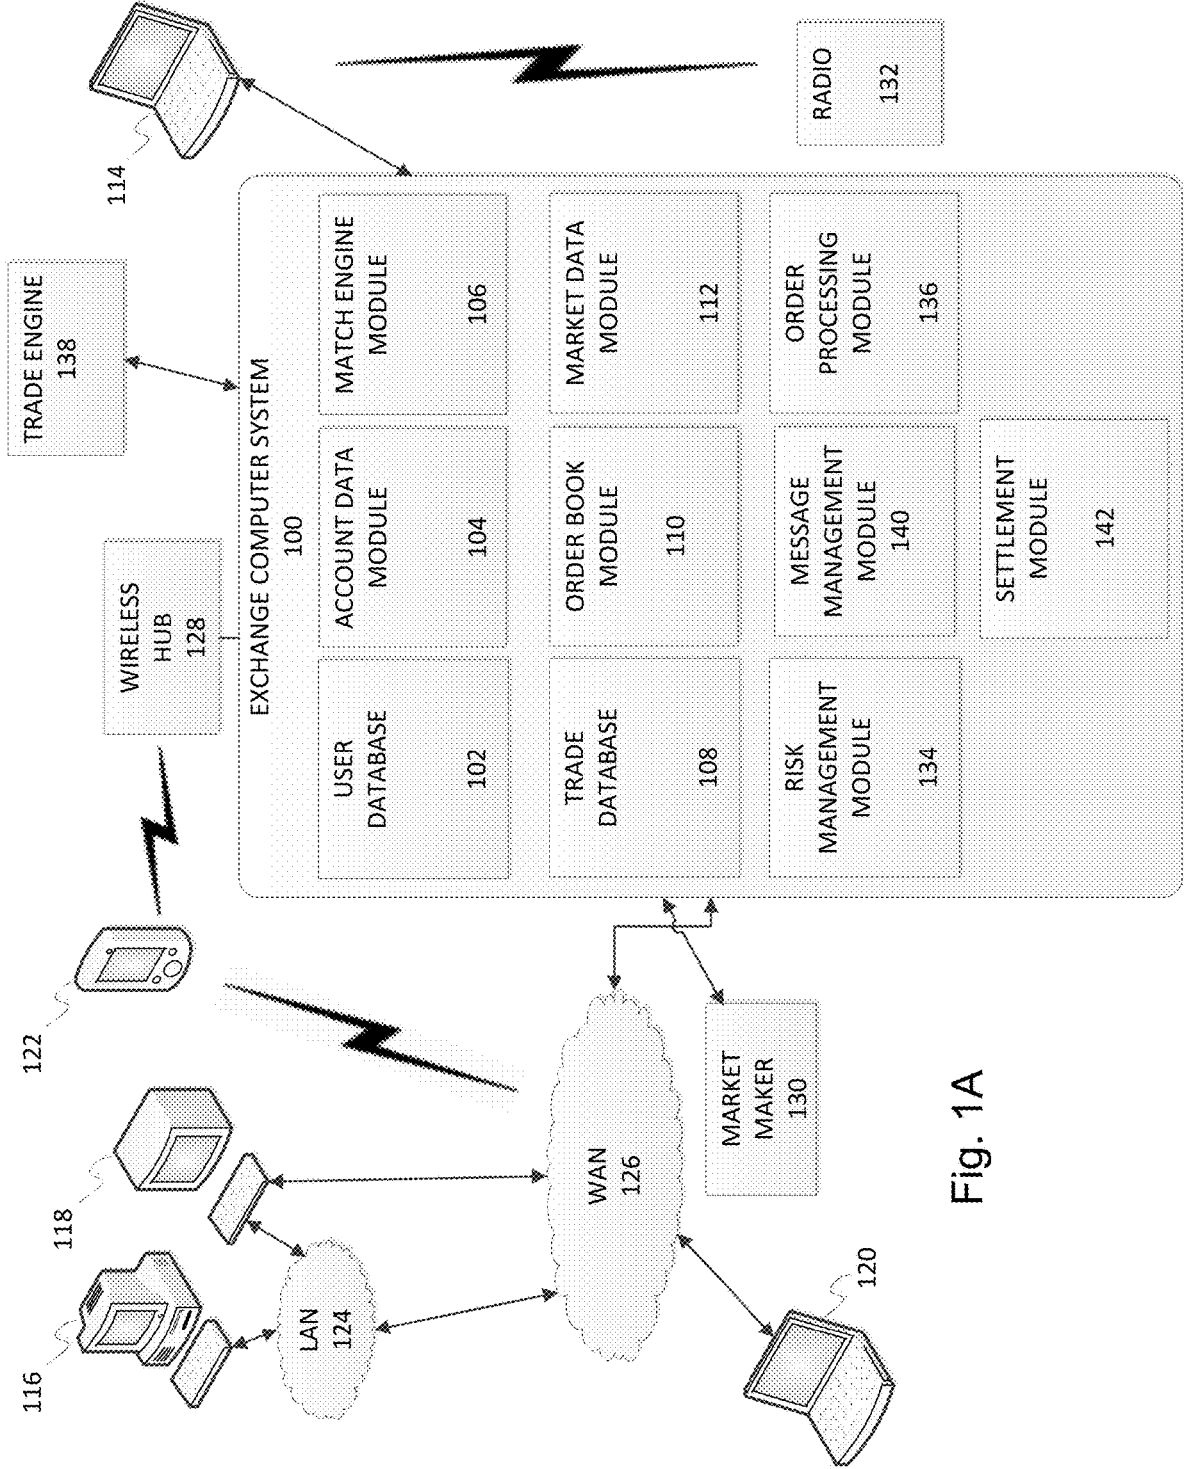 TRADE ENGINE
138
114
WIRELESS
HUB
128
122
118
116
EXCHANGE COMPUTER SYSTEM
100
USER
DATABASE
102
ACCOUNT DATA
MODULE
104
MATCH ENGINE
MODULE
106
TRADE
DATABASE
108
ORDER BOOK
MODULE
110
MARKET DATA
MODULE
112
RISK
MANAGEMENT
MODULE
134
MESSAGE
MANAGEMENT
MODULE
140
ORDER
PROCESSING
MODULE
136
SETTLEMENT
MODULE
142
RADIO
132
LAN
124
WAN
126
MARKET
MAKER
130
120
Fig. 1A